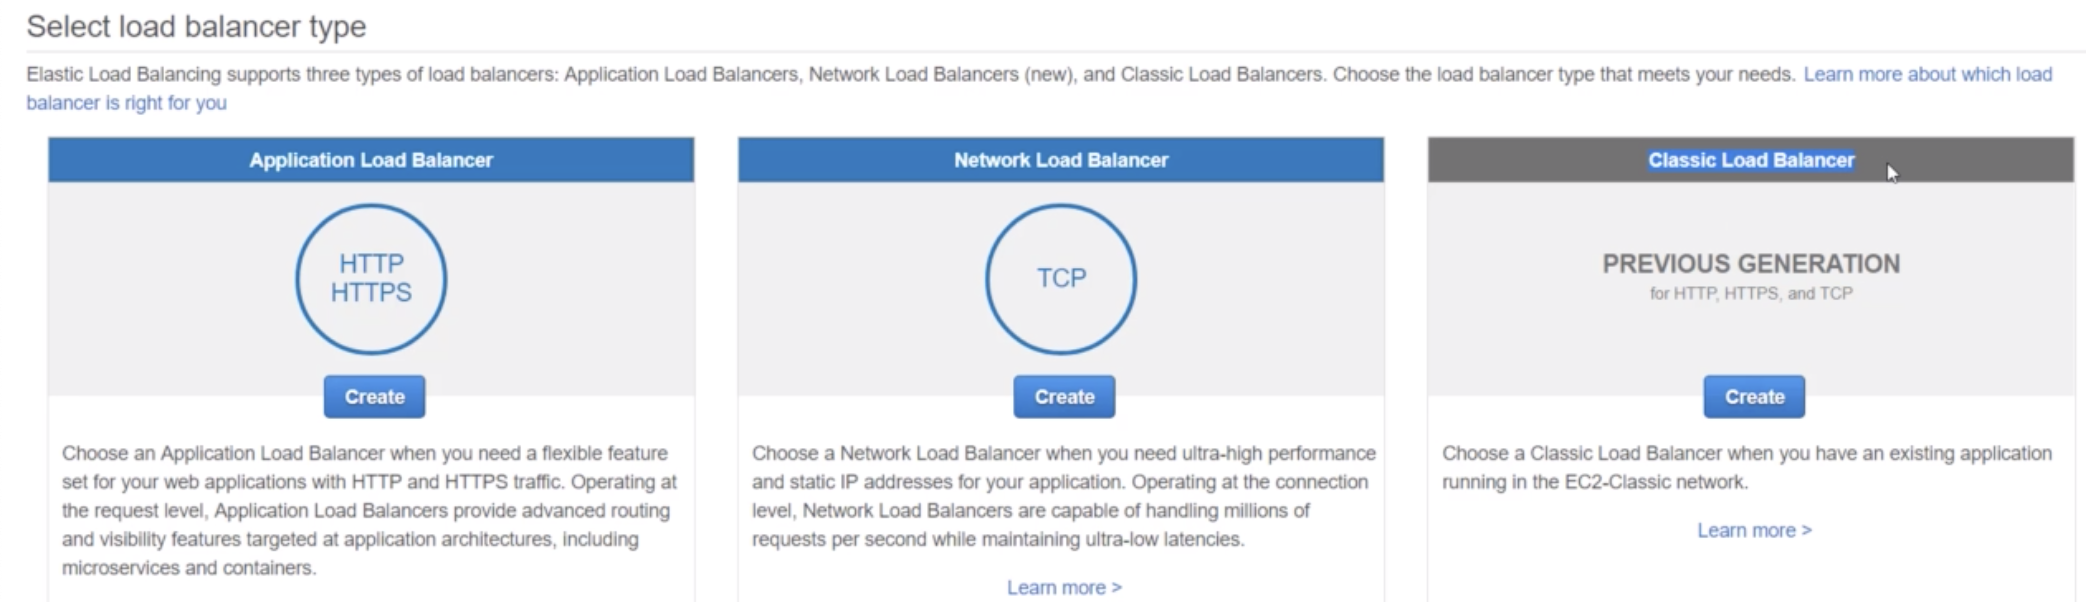 Select load balancer type
Elastic Load Balancing supports three types of load balancers: Application Load Balancers, Network Load Balancers (new), and Classic Load Balancers. Choose the load balancer type that meets your needs. Learn more about which load
balancer is right for you
Application Load Balancer
HTTP
HTTPS
Create
Choose an Application Load Balancer when you need a flexible feature
set for your web applications with HTTP and HTTPS traffic. Operating at
the request level, Application Load Balancers provide advanced routing
and visibility features targeted at application architectures, including
microservices and containers.
Network Load Balancer
TCP
Create
Choose a Network Load Balancer when you need ultra-high performance
and static IP addresses for your application. Operating at the connection
level, Network Load Balancers are capable of handling millions of
requests per second while maintaining ultra-low latencies.
Learn more >
Classic Load Balancer
PREVIOUS GENERATION
for HTTP, HTTPS, and TCP
Create
Choose a Classic Load Balancer when you have an existing application
running in the EC2-Classic network.
Learn more >